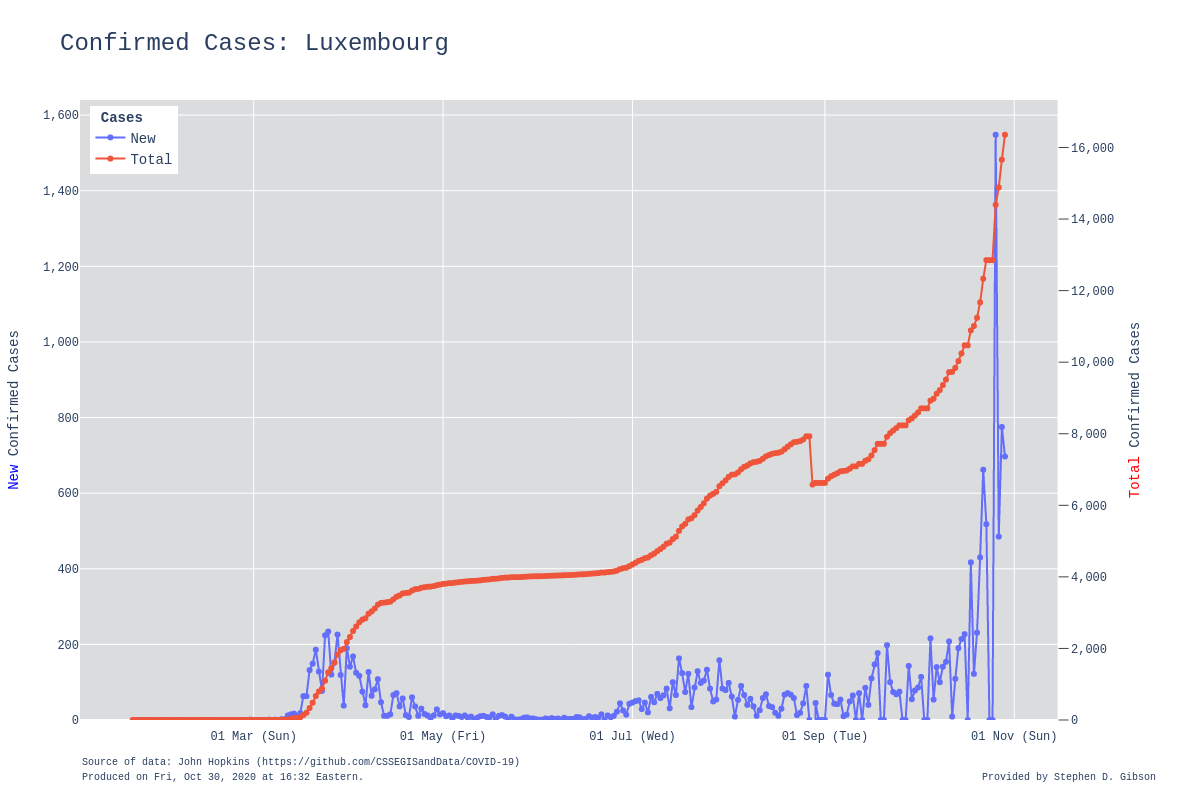 Confirmed Cases: Luxembourg
Cases
New
Total
1,600
1,400
1,200
1,000
800
600
400
200
0
New Confirmed Cases
16,000
14,000
12,000
10,000
8,000
6,000
4,000
2,000
0
Total Confirmed Cases
01 Mar (Sun) 01 May (Fri) 01 Jul (Wed) 01 Sep (Tue) 01 Nov (Sun)
Source of data: John Hopkins (https://github.com/CSSEGISandData/COVID-19)
Produced on Fri, Oct 30, 2020 at 16:32 Eastern.
Provided by Stephen D. Gibson